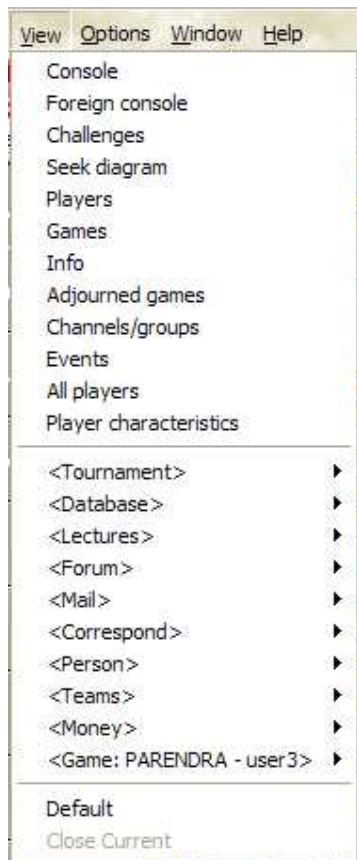 View Options Window Help
Console
Foreign console
Challenges
Seek diagram
Players
Games
Info
Adjourned games
Channels/groups
Events
All players
Player characteristics
<Tournament>
<Database>
<Lectures>
<Forum>
<Mail>
<Correspond>
<Person>
<Teams>
<Money>
<Game: PARENDRA - user3>
Default
Close Current